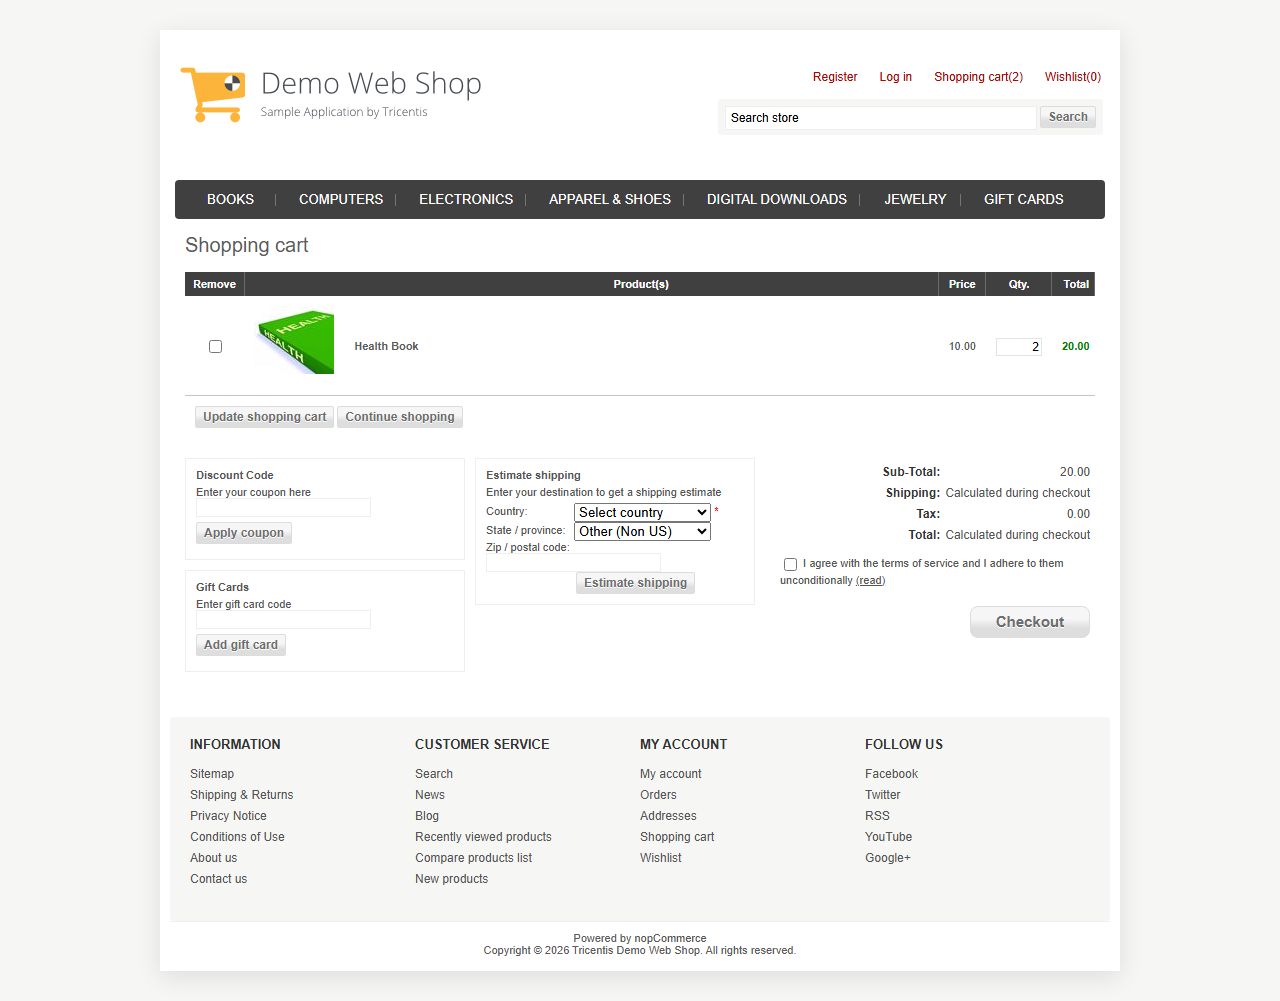 Demo Web Shop
Sample Application by Tricentis
Register Log in Shopping cart(2) Wishlist(0)
Search store Search
BOOKS COMPUTERS ELECTRONICS APPAREL & SHOES DIGITAL DOWNLOADS JEWELRY GIFT CARDS
Shopping cart
Remove Product(s) Price Qty. Total
HEALTH
HEALTH
Health Book 10.00 2 20.00
Update shopping cart Continue shopping
Discount Code
Enter your coupon here
Apply coupon
Gift Cards
Enter gift card code
Add gift card
Estimate shipping
Enter your destination to get a shipping estimate
Country: Select country *
State / province: Other (Non US)
Zip / postal code:
Estimate shipping
Sub-Total: 20.00
Shipping: Calculated during checkout
Tax: 0.00
Total: Calculated during checkout
I agree with the terms of service and I adhere to them
unconditionally (read)
Checkout
INFORMATION
Sitemap
Shipping & Returns
Privacy Notice
Conditions of Use
About us
Contact us
CUSTOMER SERVICE
Search
News
Blog
Recently viewed products
Compare products list
New products
MY ACCOUNT
My account
Orders
Addresses
Shopping cart
Wishlist
FOLLOW US
Facebook
Twitter
RSS
YouTube
Google+
Powered by nopCommerce
Copyright © 2026 Tricentis Demo Web Shop. All rights reserved.